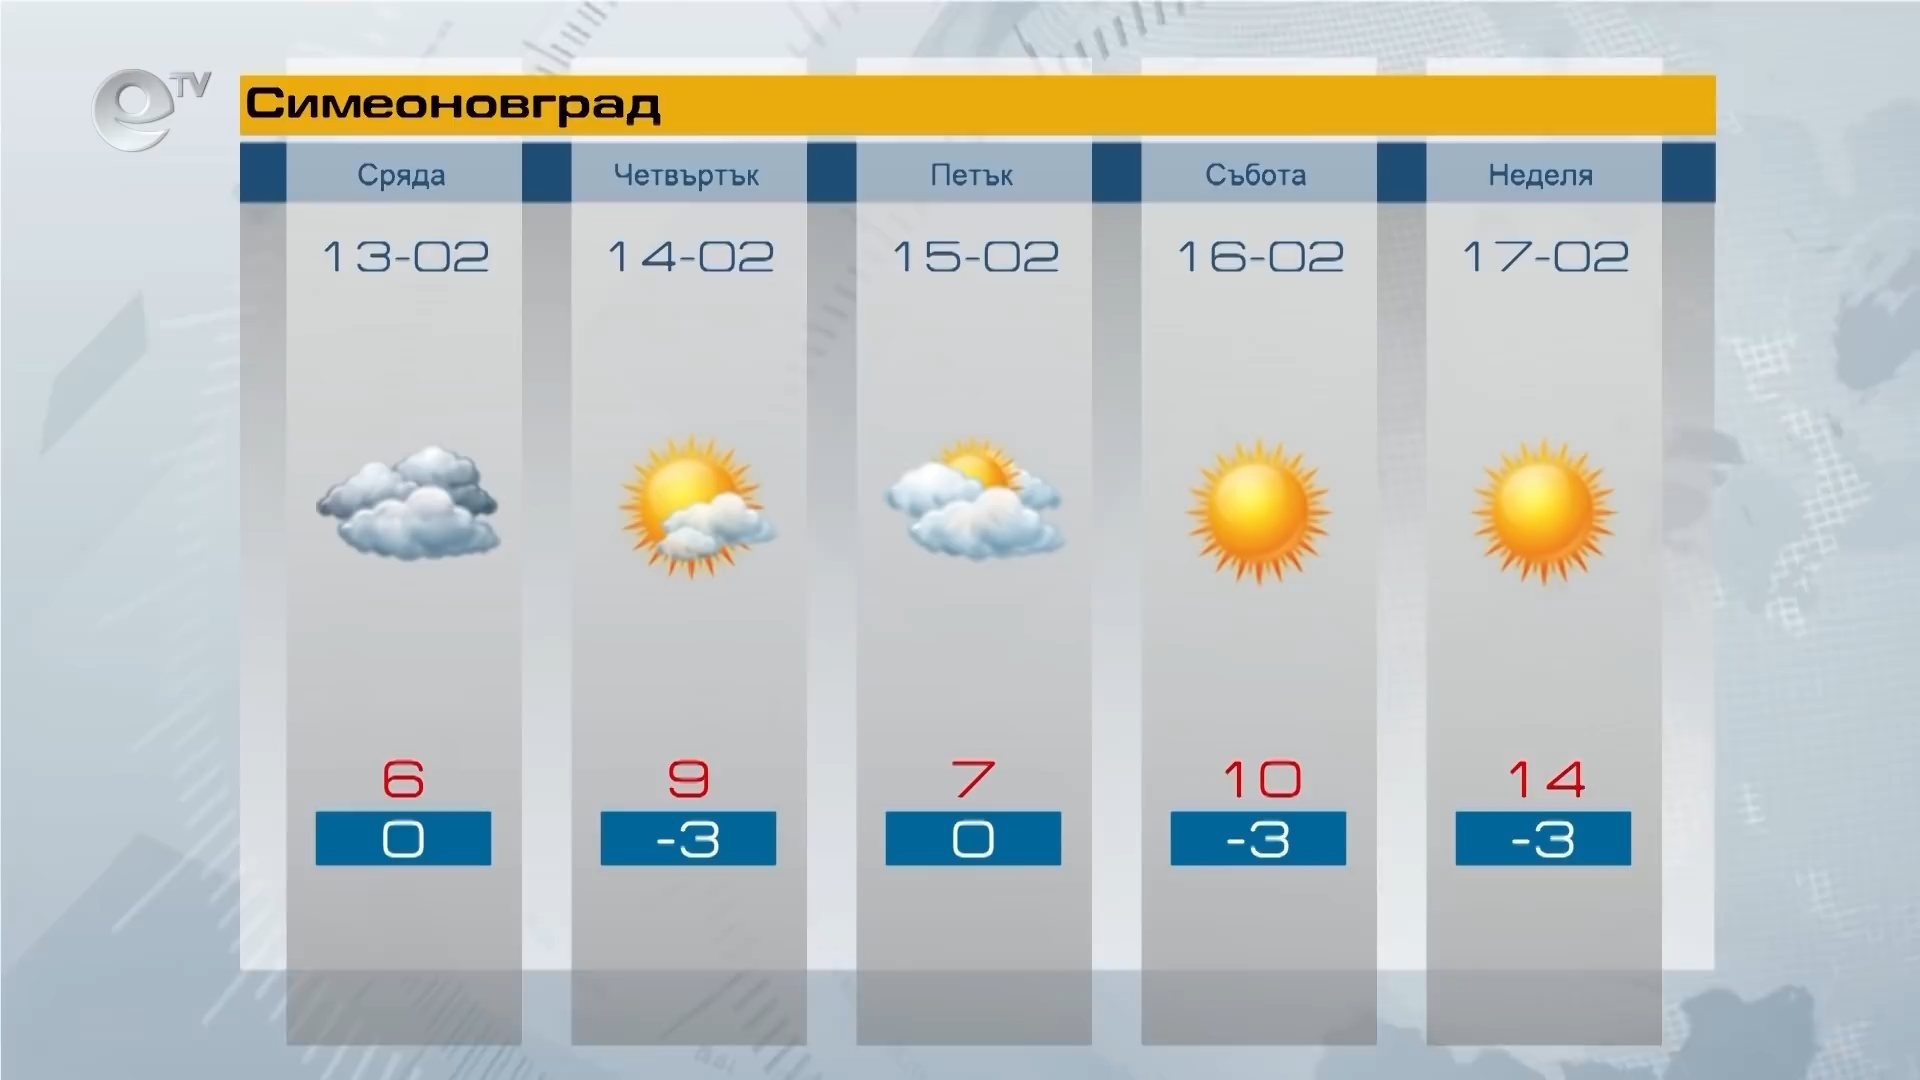 eTV
Симеоновград
Сряда Четвъртък Петък Събота Неделя
13-02 14-02 15-02 16-02 17-02
6 9 7 10 14
0 -3 0 -3 -3